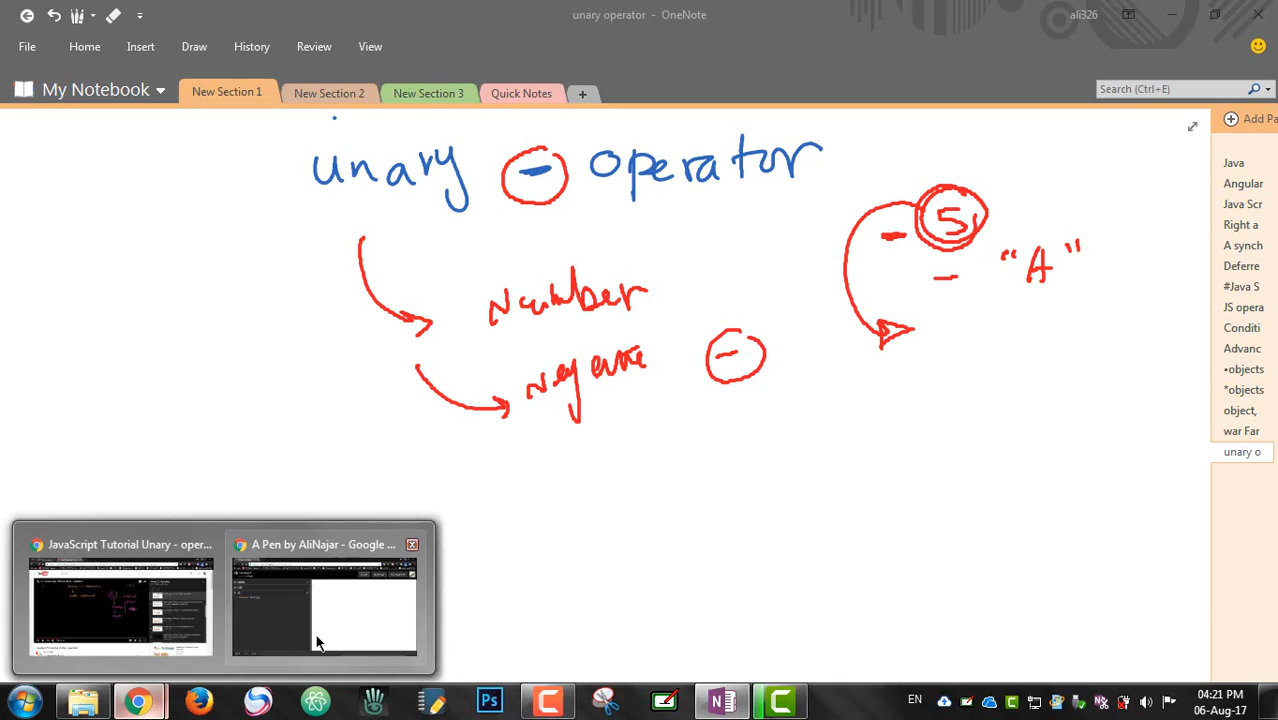 unary operator - OneNote
ali326
File Home Insert Draw History Review View
My Notebook
New Section 1
New Section 2
New Section 3
Quick Notes
+
Search (Ctrl+E)
Add Pa
unary - operator
Number
- 5,
- "A"
-
Java
Angular
Java Scr
Right a
A synch
Deferre
#Java S
JS opera
Conditi
Advanc
•objects
*objects
object,
war Far
unary o
JavaScript Tutorial Unary - oper...
A Pen by AliNajar - Google ...
EN
04:21 PM
06-Aug-17